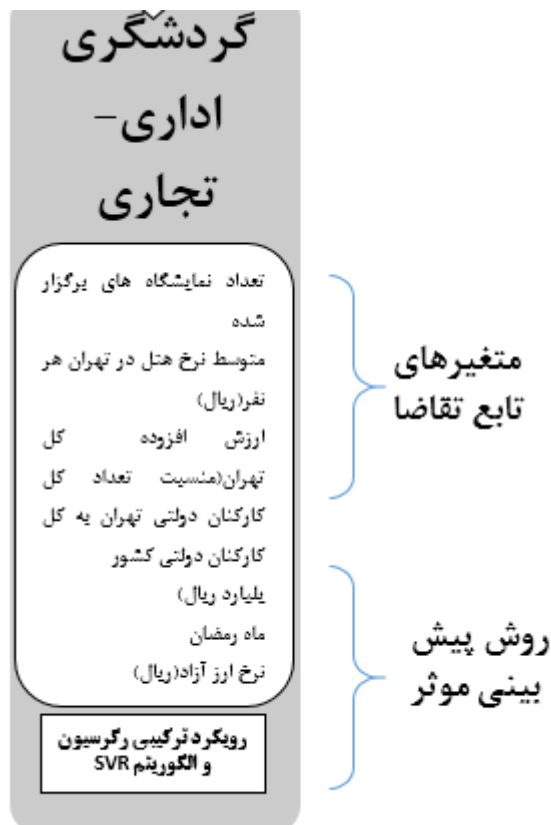 گردشگری
اداری-
تجاری
تعداد نمایشگاه های برگزار
شده
متوسط نرخ هتل در تهران هر
نفر(ریال)
ارزش افزوده کل
تهران(منسیت تعداد کل
کارکنان دولتی تهران به کل
کارکنان دولتی کشور
یلیارد ریال)
ماه رمضان
نرخ ارز آزاد(ریال)
رویکرد ترکیبی رگرسیون
و الگوریتم SVR
متغیرهای
تابع تقاضا
روش پیش
بینی موثر